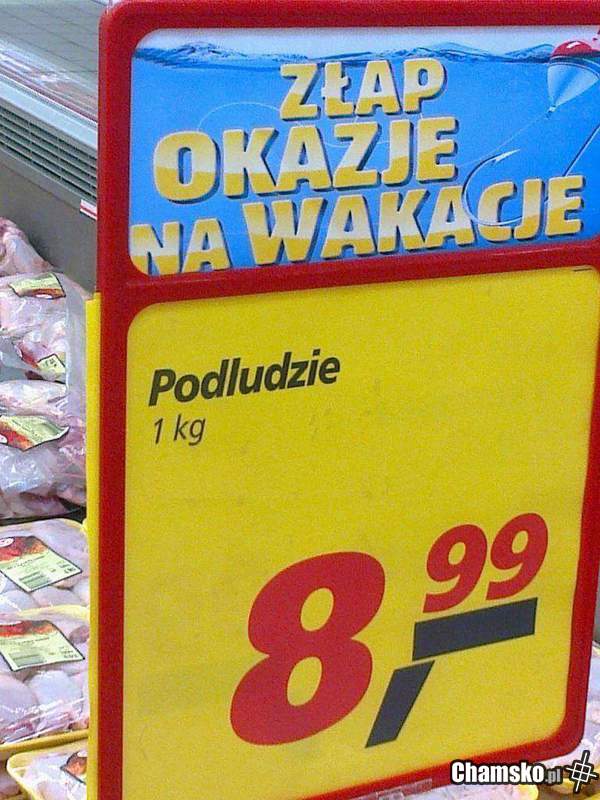 ZŁAP
OKAZJE
NA WAKACJE
Podludzie
1 kg
8,99
Chamsko.pl